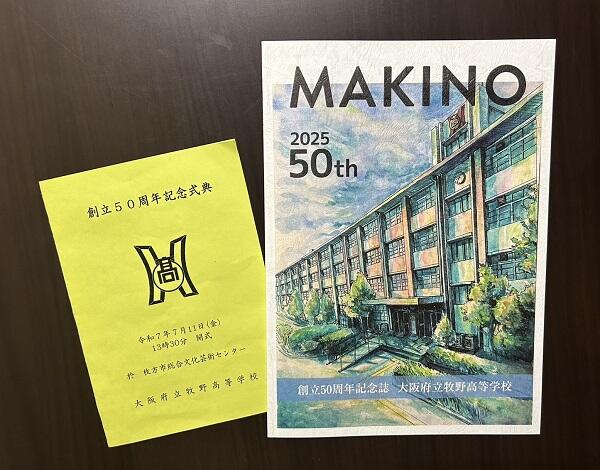 創立５０周年記念式典
高
令和７年７月11日(金)
13時30分　開式
於　枚方市総合文化芸術センター
大阪府立牧野高等学校
MAKINO
2025
50th
創立50周年記念誌　大阪府立牧野高等学校